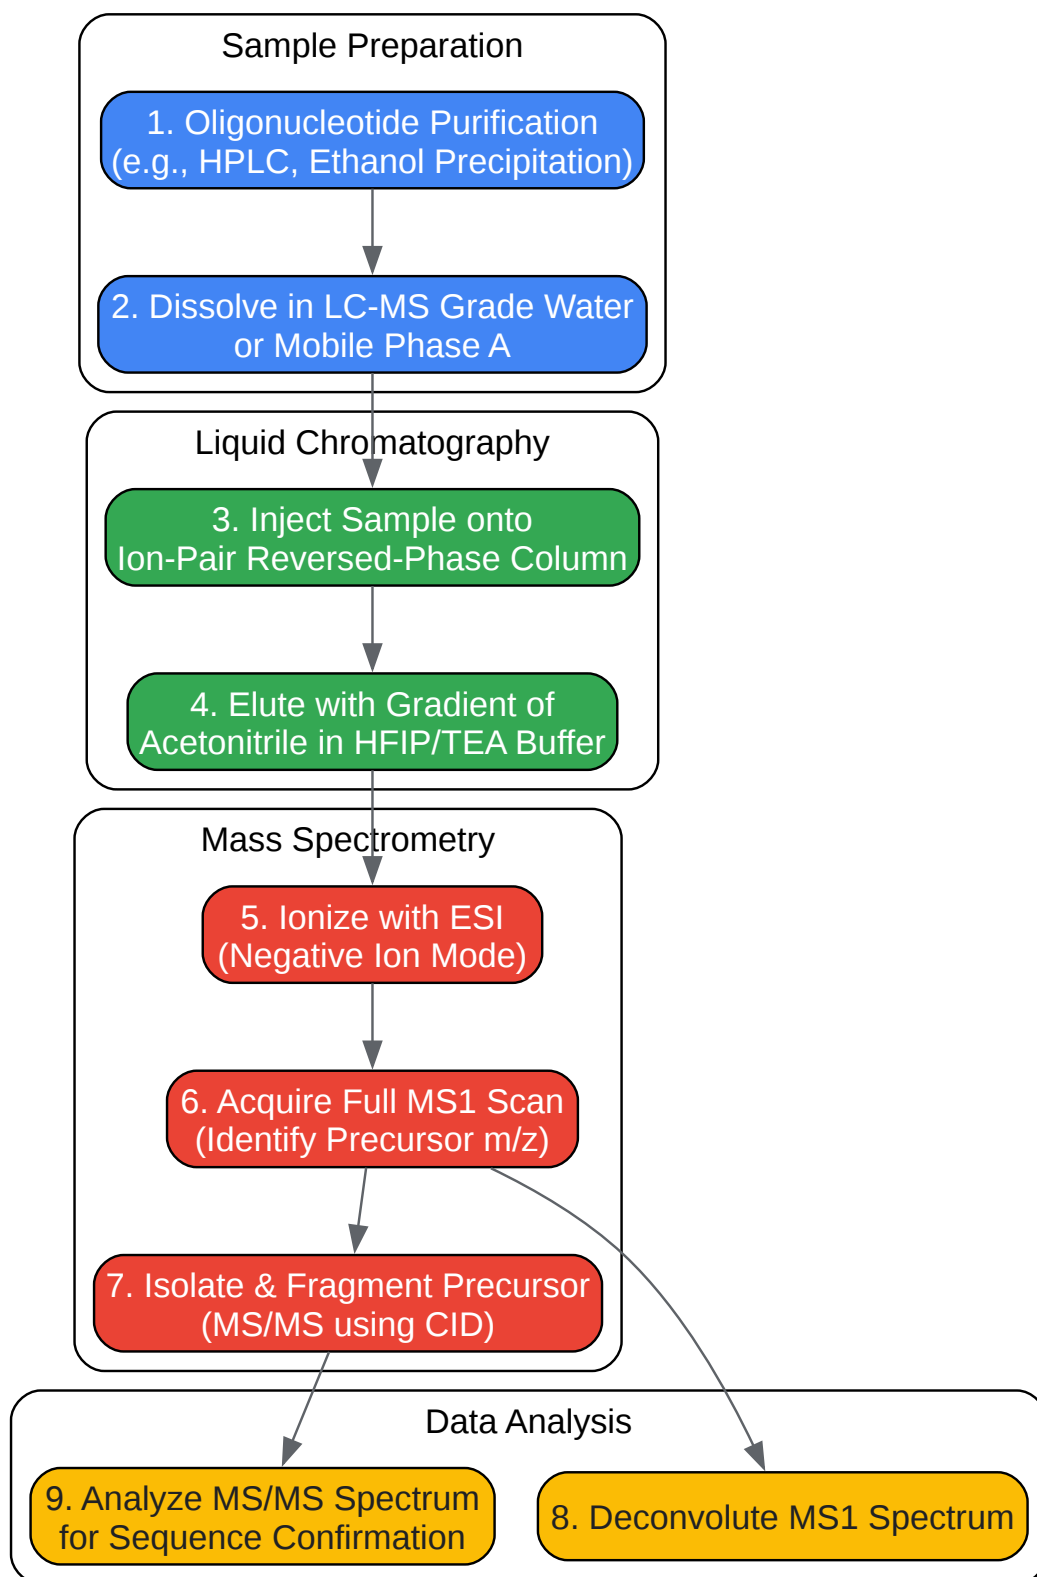 Sample Preparation
1. Oligonucleotide Purification
(e.g., HPLC, Ethanol Precipitation)
2. Dissolve in LC-MS Grade Water
or Mobile Phase A
Liquid Chromatography
3. Inject Sample onto
Ion-Pair Reversed-Phase Column
4. Elute with Gradient of
Acetonitrile in HFIP/TEA Buffer
Mass Spectrometry
5. Ionize with ESI
(Negative Ion Mode)
6. Acquire Full MS1 Scan
(Identify Precursor m/z)
7. Isolate & Fragment Precursor
(MS/MS using CID)
Data Analysis
9. Analyze MS/MS Spectrum
for Sequence Confirmation
8. Deconvolute MS1 Spectrum